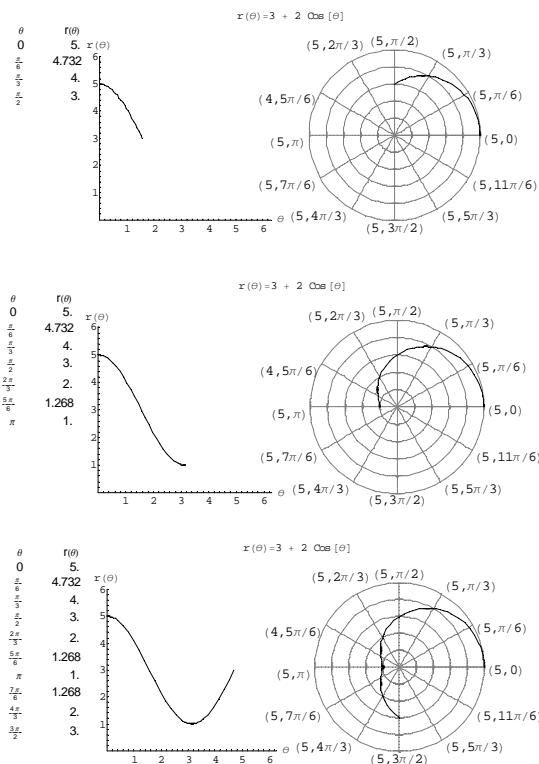 r(θ)=3 + 2 Cos[θ]
θ r(θ)
0 5.
π/6 4.732
π/3 4.
π/2 3.
r(θ)
6
5
4
3
2
1
1 2 3 4 5 6 θ
(5,2π/3) (5,π/2)
(5,π/3)
(4,5π/6) (5,π/6)
(5,π) (5,0)
(5,7π/6) (5,11π/6)
(5,4π/3) (5,5π/3)
(5,3π/2)
r(θ)=3 + 2 Cos[θ]
θ r(θ)
0 5.
π/6 4.732
π/3 4.
π/2 3.
2π/3 2.
5π/6 1.268
π 1.
r(θ)
6
5
4
3
2
1
1 2 3 4 5 6 θ
(5,2π/3) (5,π/2)
(5,π/3)
(4,5π/6) (5,π/6)
(5,π) (5,0)
(5,7π/6) (5,11π/6)
(5,4π/3) (5,5π/3)
(5,3π/2)
r(θ)=3 + 2 Cos[θ]
θ r(θ)
0 5.
π/6 4.732
π/3 4.
π/2 3.
2π/3 2.
5π/6 1.268
π 1.
7π/6 1.268
4π/3 2.
3π/2 3.
r(θ)
6
5
4
3
2
1
1 2 3 4 5 6 θ
(5,2π/3) (5,π/2)
(5,π/3)
(4,5π/6) (5,π/6)
(5,π) (5,0)
(5,7π/6) (5,11π/6)
(5,4π/3) (5,5π/3)
(5,3π/2)